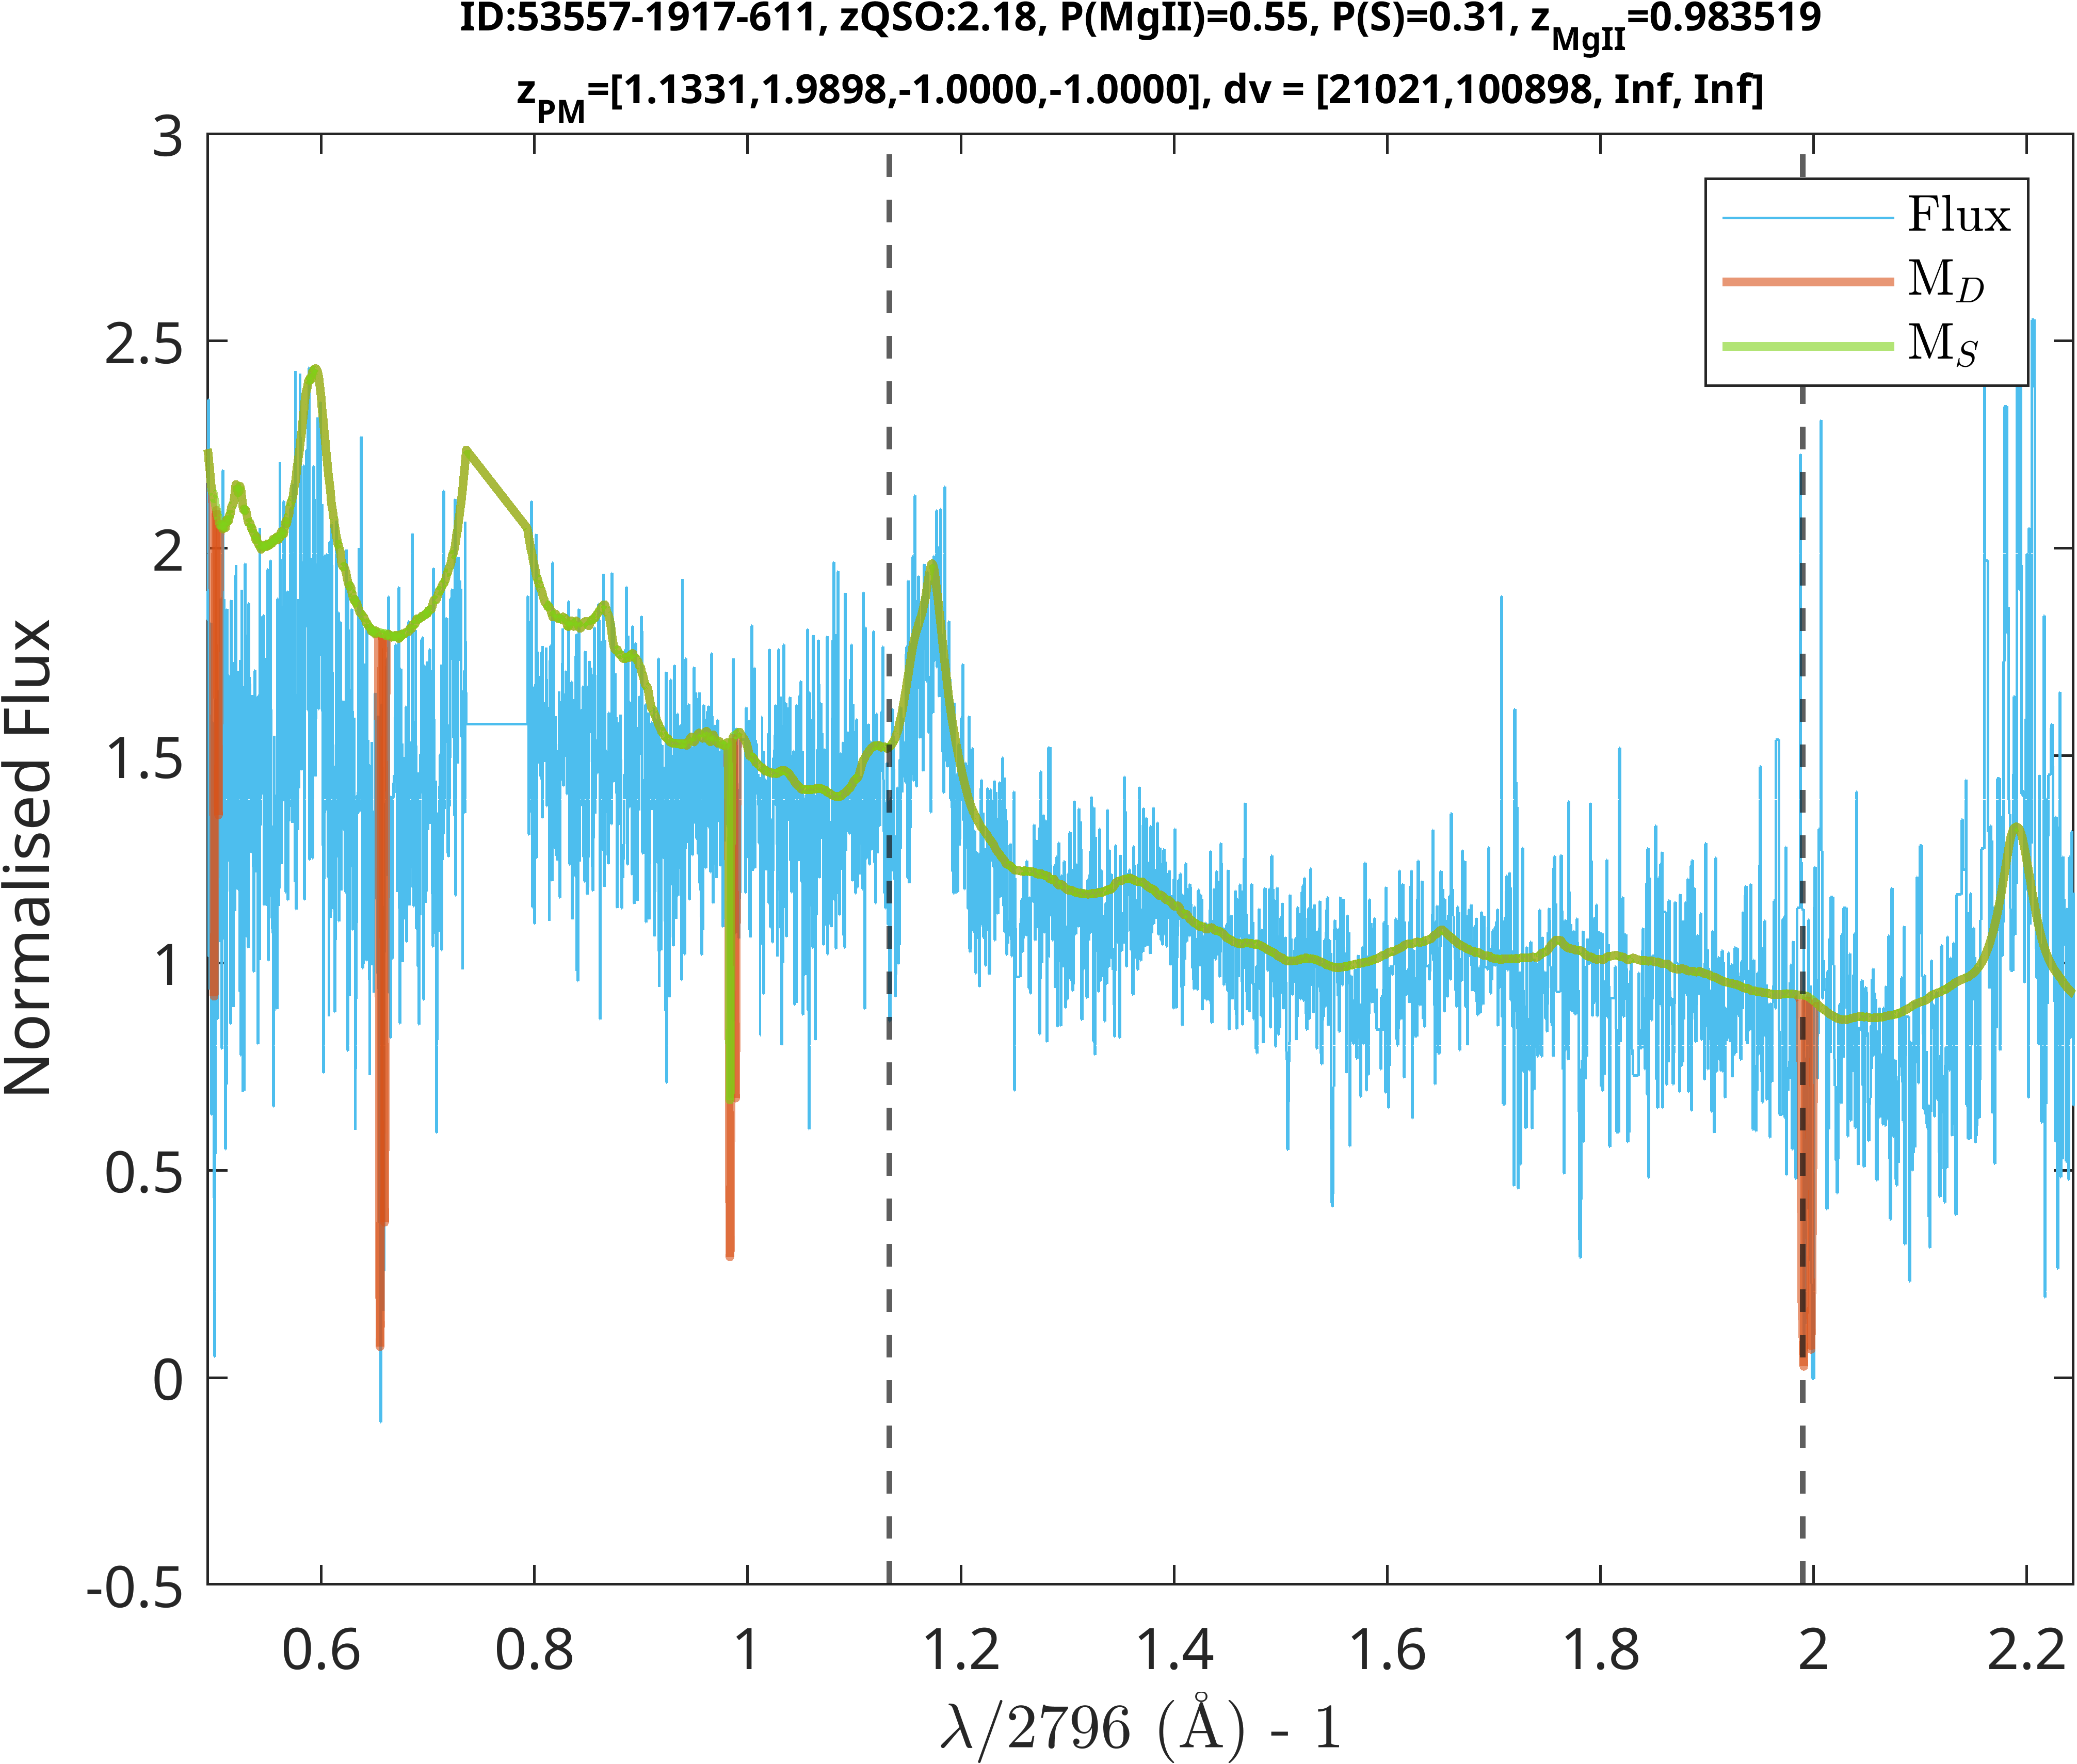 ID:53557-1917-611, zQSO:2.18, P(MgII)=0.55, P(S)=0.31, zMgII=0.983519
zPM=[1.1331,1.9898,-1.0000,-1.0000], dv = [21021,100898, Inf, Inf]
3
2.5
2
1.5
1
0.5
0
-0.5
Normalised Flux
Flux
MD
MS
0.6 0.8 1 1.2 1.4 1.6 1.8 2 2.2
λ/2796 (Å) - 1